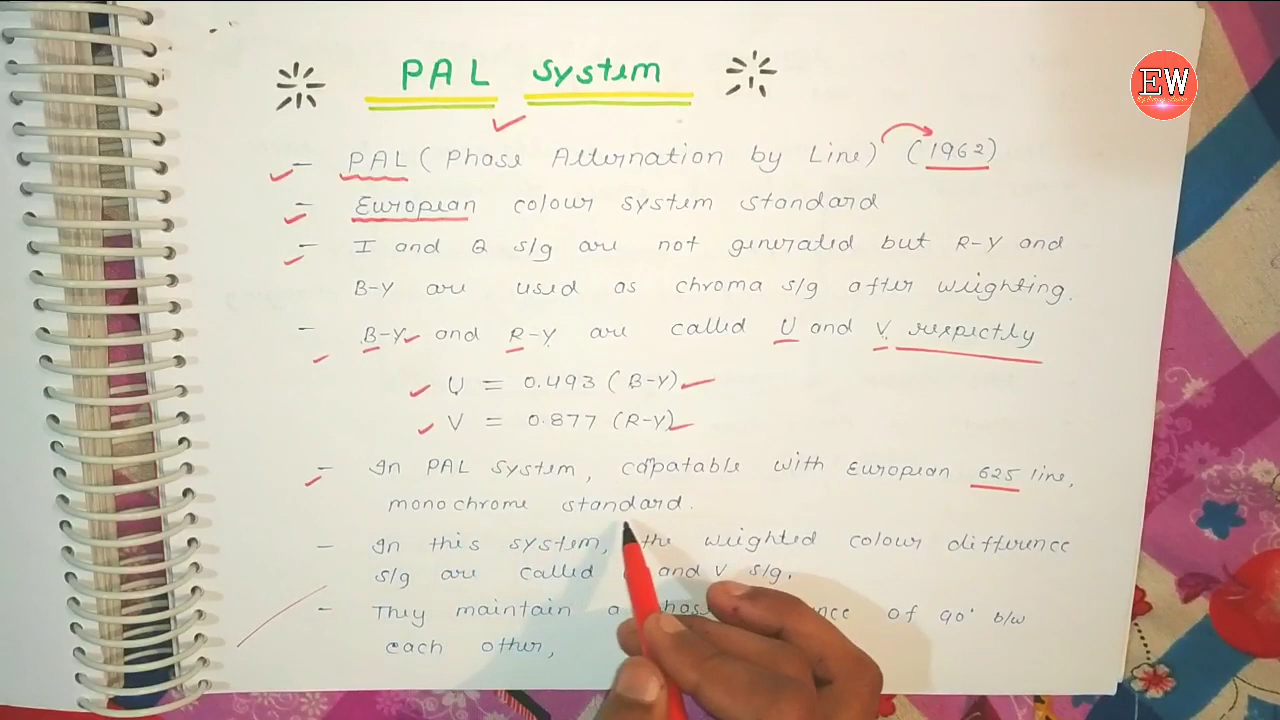 PAL System
EW
- PAL (Phase Alternation by Line) (1962)
- European colour system standard
- I and Q s/g are not generated but R-Y and
B-Y are used as chroma s/g after weighting.
- B-Y and R-Y are called U and V respectly
U = 0.493 (B-Y)
V = 0.877 (R-Y)
- In PAL system, copatable with European 625 line,
monochrome standard.
- In this system, the weighted colour difference
s/g are called and V s/g.
- They maintain a of 90° b/w
each other,